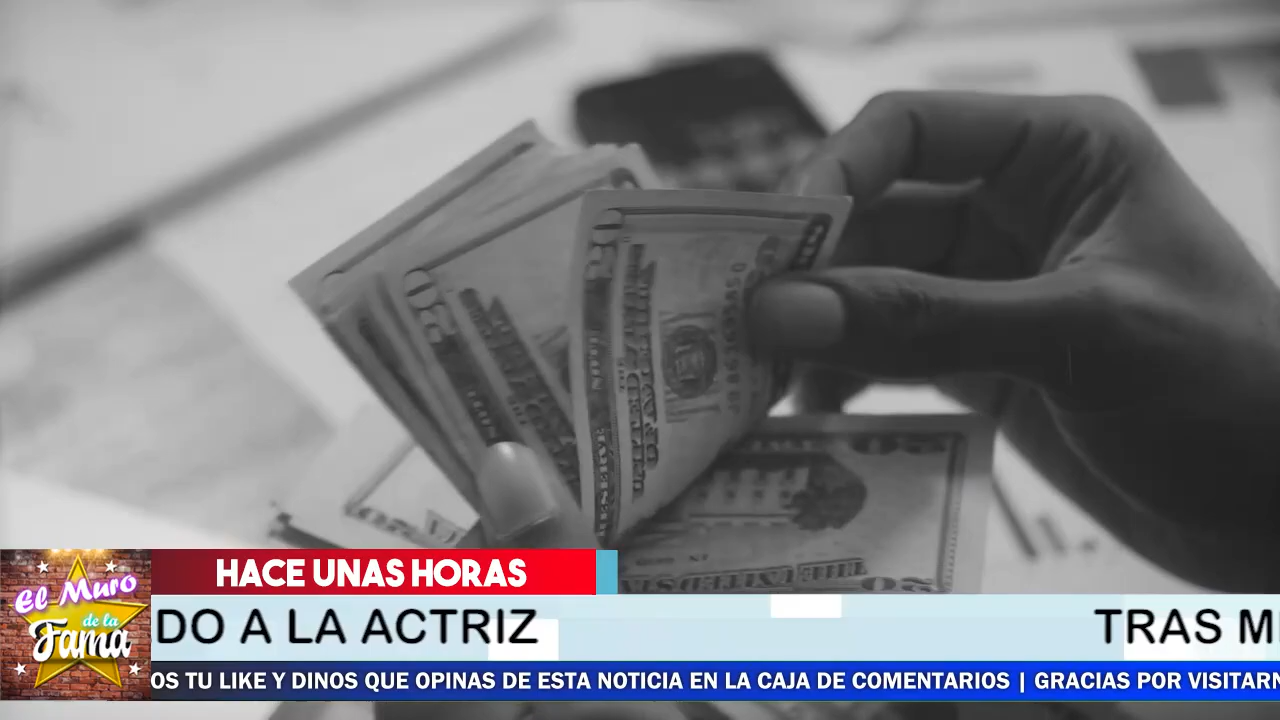 HACE UNAS HORAS
El Muro
de la
Fama
DO A LA ACTRIZ
TRAS M
OS TU LIKE Y DINOS QUE OPINAS DE ESTA NOTICIA EN LA CAJA DE COMENTARIOS | GRACIAS POR VISITARN